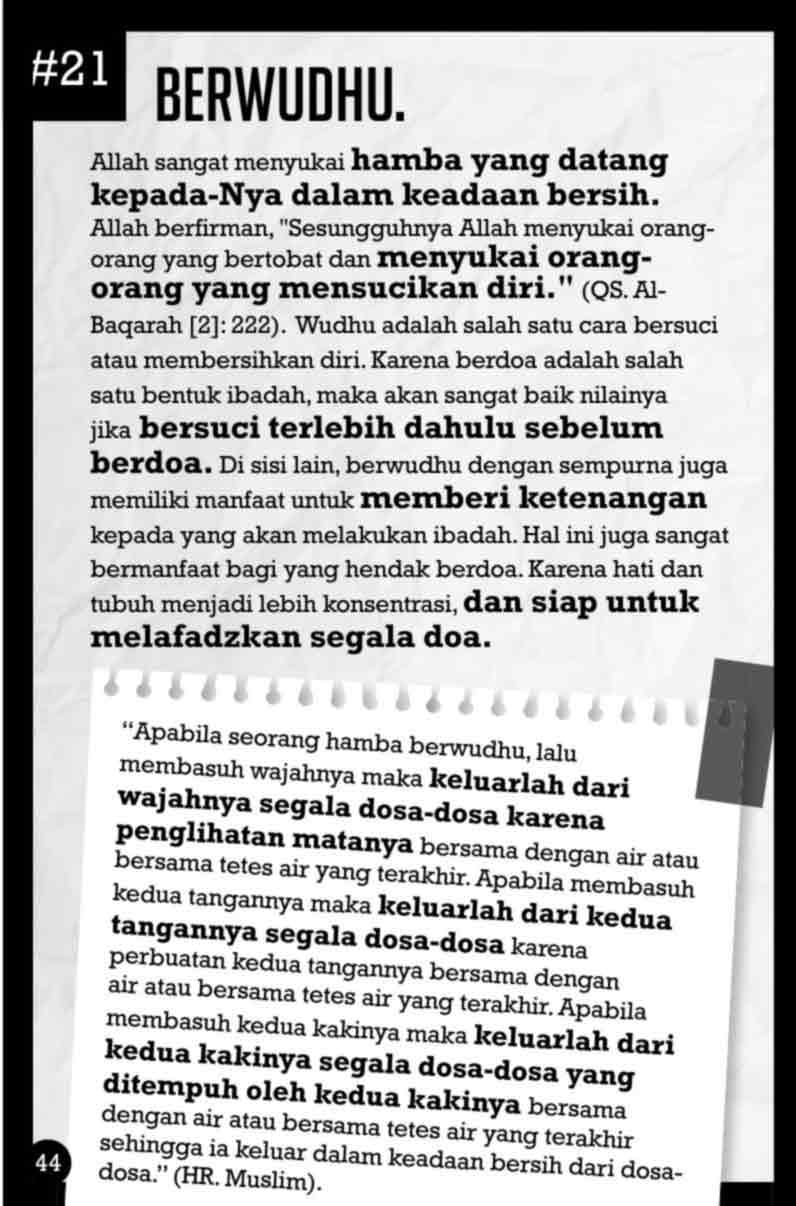 #21
BERWUDHU.
Allah sangat menyukai hamba yang datang
kepada-Nya dalam keadaan bersih.
Allah berfirman, "Sesungguhnya Allah menyukai orang-
orang yang bertobat dan menyukai orang-
orang yang mensucikan diri." (QS. Al-
Baqarah [2]: 222). Wudhu adalah salah satu cara bersuci
atau membersihkan diri. Karena berdoa adalah salah
satu bentuk ibadah, maka akan sangat baik nilainya
jika bersuci terlebih dahulu sebelum
berdoa. Di sisi lain, berwudhu dengan sempurna juga
memiliki manfaat untuk memberi ketenangan
kepada yang akan melakukan ibadah. Hal ini juga sangat
bermanfaat bagi yang hendak berdoa. Karena hati dan
tubuh menjadi lebih konsentrasi, dan siap untuk
melafadzkan segala doa.
“Apabila seorang hamba berwudhu, lalu
membasuh wajahnya maka keluarlah dari
wajahnya segala dosa-dosa karena
penglihatan matanya bersama dengan air atau
bersama tetes air yang terakhir. Apabila membasuh
kedua tangannya maka keluarlah dari kedua
tangannya segala dosa-dosa karena
perbuatan kedua tangannya bersama dengan
air atau bersama tetes air yang terakhir. Apabila
membasuh kedua kakinya maka keluarlah dari
kedua kakinya segala dosa-dosa yang
ditempuh oleh kedua kakinya bersama
dengan air atau bersama tetes air yang terakhir
sehingga ia keluar dalam keadaan bersih dari dosa-
dosa.” (HR. Muslim).
44